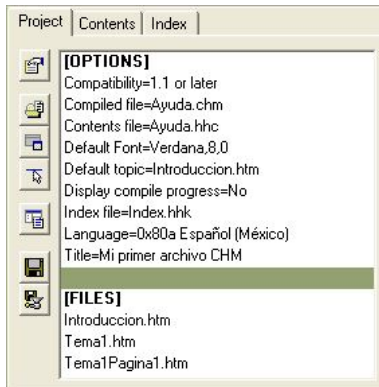 Project Contents Index
[OPTIONS]
Compatibility=1.1 or later
Compiled file=Ayuda.chm
Contents file=Ayuda.hhc
Default Font=Verdana,8,0
Default topic=Introduccion.htm
Display compile progress=No
Index file=Index.hhk
Language=0x80a Español (México)
Title=Mi primer archivo CHM
[FILES]
Introduccion.htm
Tema1.htm
Tema1Pagina1.htm